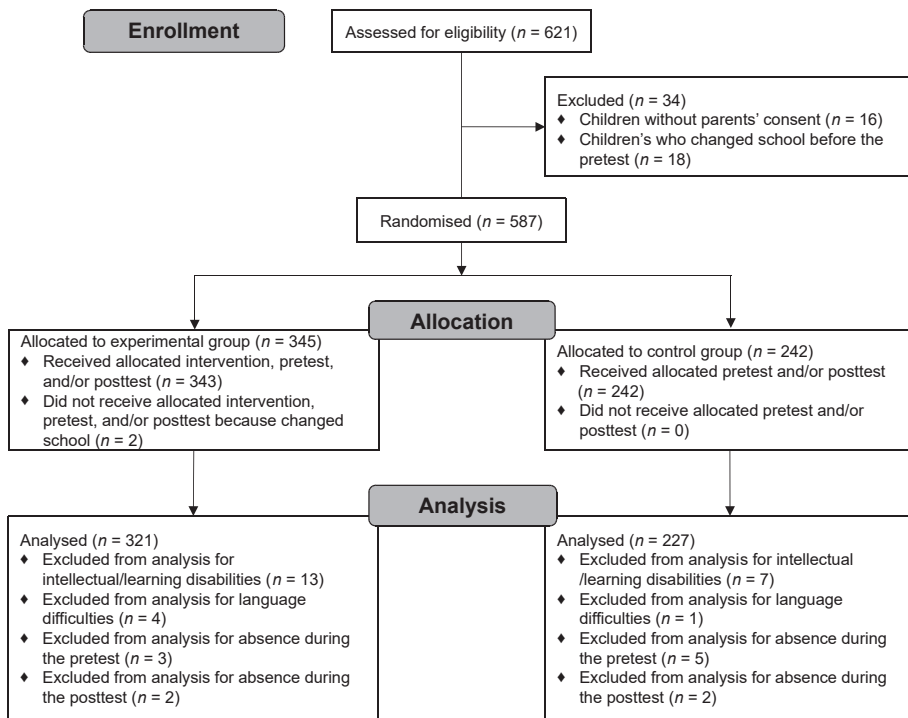 Enrollment
Assessed for eligibility (n = 621)
Excluded (n = 34)
♦ Children without parents' consent (n = 16)
♦ Children's who changed school before the
pretest (n = 18)
Randomised (n = 587)
Allocation
Allocated to experimental group (n = 345)
♦ Received allocated intervention, pretest,
and/or posttest (n = 343)
♦ Did not receive allocated intervention,
pretest, and/or posttest because changed
school (n = 2)
Allocated to control group (n = 242)
♦ Received allocated pretest and/or posttest
(n = 242)
♦ Did not receive allocated pretest and/or
posttest (n = 0)
Analysis
Analysed (n = 321)
♦ Excluded from analysis for
intellectual/learning disabilities (n = 13)
♦ Excluded from analysis for language
difficulties (n = 4)
♦ Excluded from analysis for absence during
the pretest (n = 3)
♦ Excluded from analysis for absence during
the posttest (n = 2)
Analysed (n = 227)
♦ Excluded from analysis for intellectual
/learning disabilities (n = 7)
♦ Excluded from analysis for language
difficulties (n = 1)
♦ Excluded from analysis for absence during
the pretest (n = 5)
♦ Excluded from analysis for absence during
the posttest (n = 2)